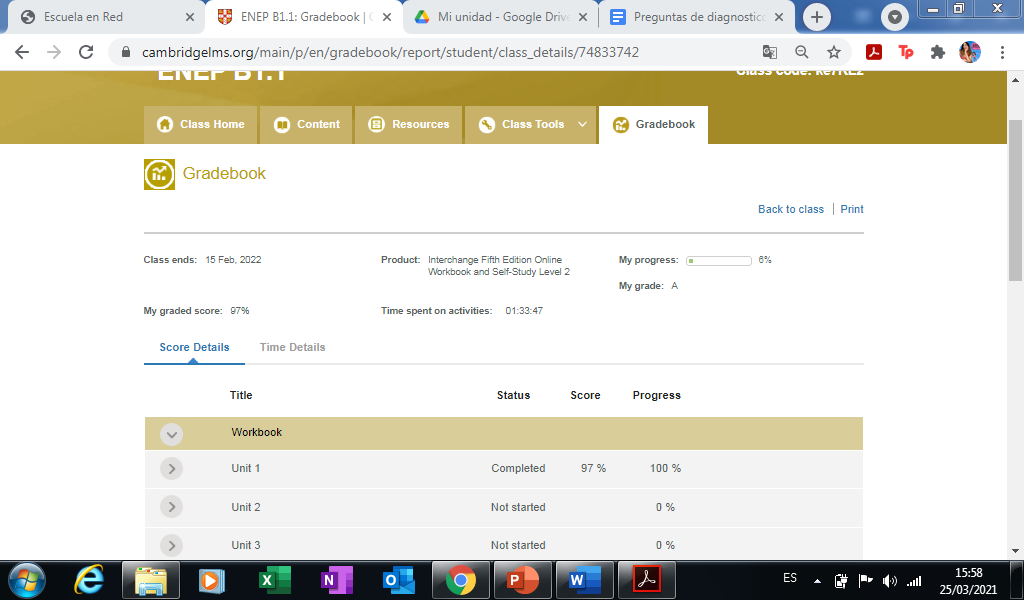 Escuela en Red
ENEP B1.1: Gradebook | C
Mi unidad - Google Drive
Preguntas de diagnostico
cambridgelms.org/main/p/en/gradebook/report/student/class_details/74833742
ENEP B1.1
Class code: ke7RE2
Class Home
Content
Resources
Class Tools
Gradebook
Gradebook
Back to class | Print
Class ends: 15 Feb, 2022
Product: Interchange Fifth Edition Online
Workbook and Self-Study Level 2
My progress: 6%
My grade: A
My graded score: 97%
Time spent on activities: 01:33:47
Score Details
Time Details
Title Status Score Progress
Workbook
Unit 1 Completed 97 % 100 %
Unit 2 Not started 0 %
Unit 3 Not started 0 %
ES
15:58
25/03/2021